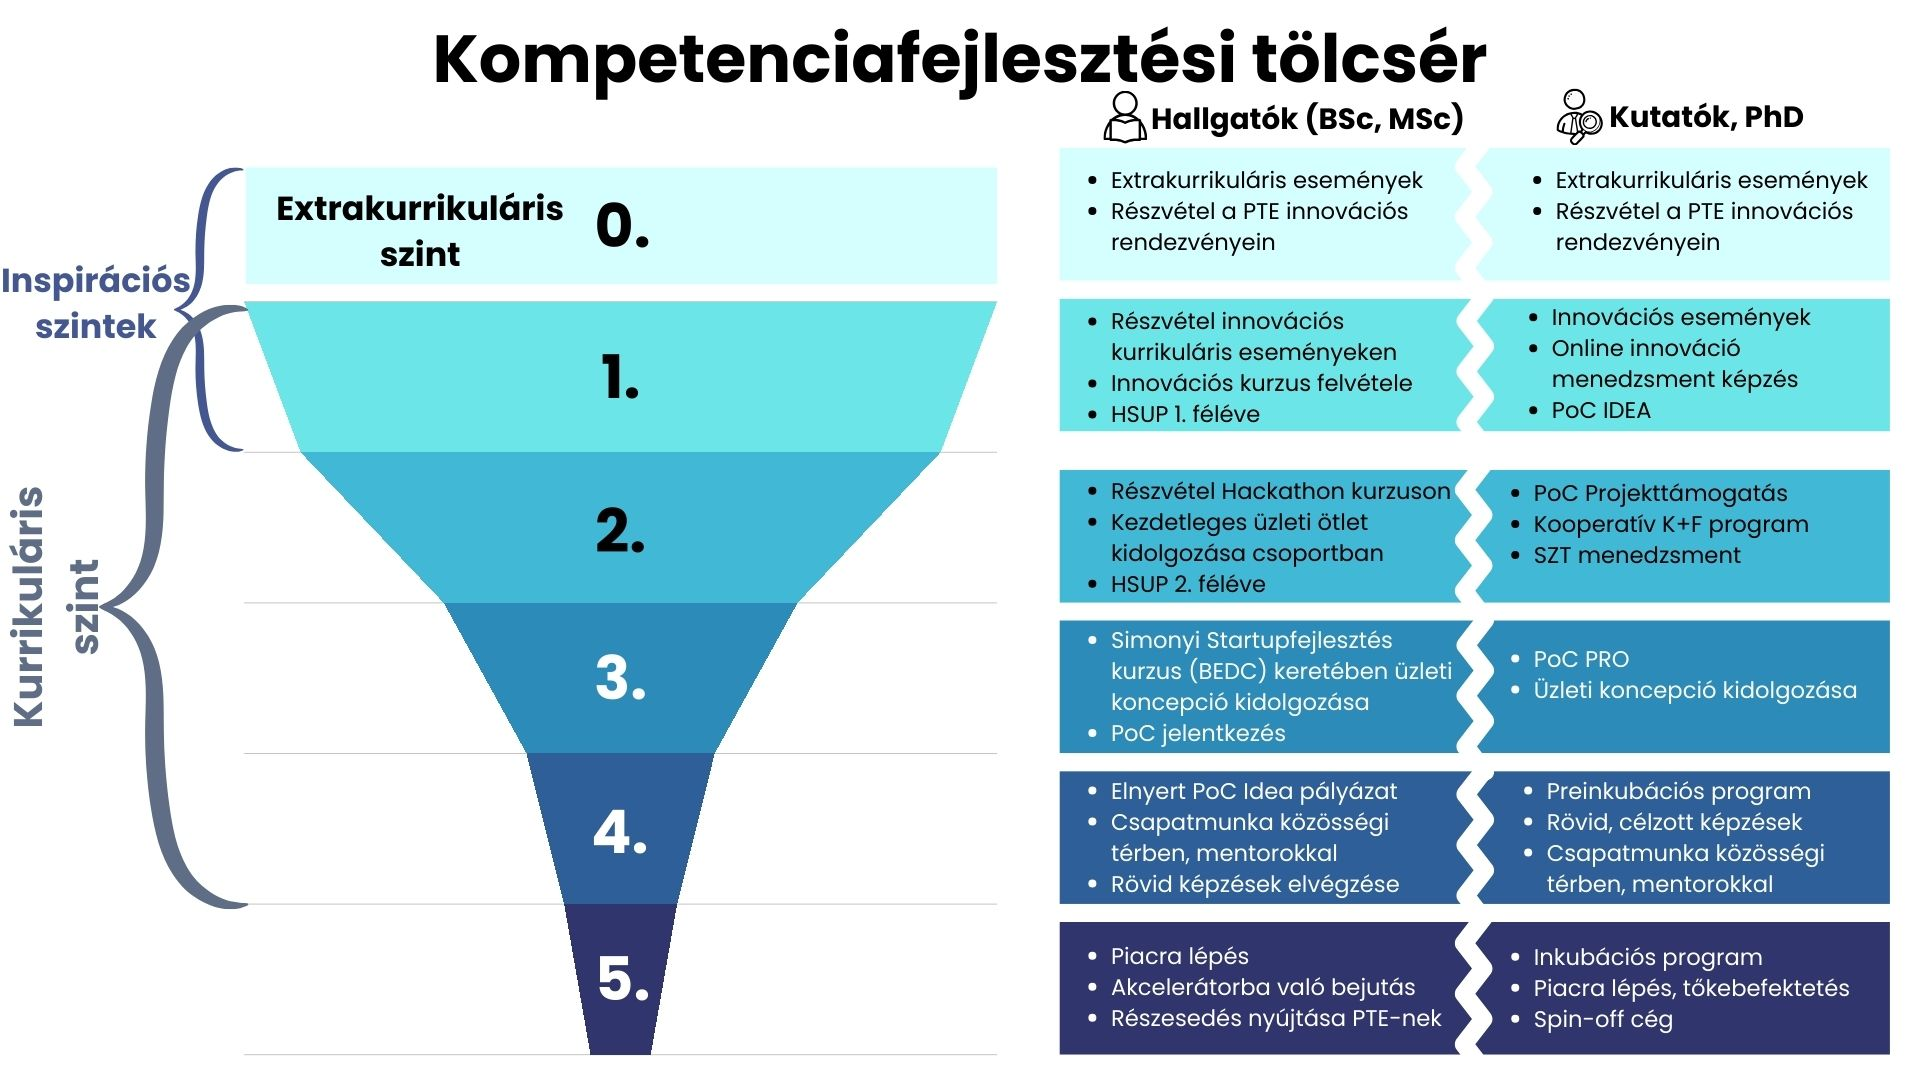 Kompetenciafejlesztési tölcsér
Hallgatók (BSc, MSc)
Kutatók, PhD
Inspirációs
szintek
Kurrikuláris
szint
Extrakurrikuláris
szint
0.
• Extrakurrikuláris események
• Részvétel a PTE innovációs
rendezvényein
• Extrakurrikuláris események
• Részvétel a PTE innovációs
rendezvényein
1.
• Részvétel innovációs
kurrikuláris eseményeken
• Innovációs kurzus felvétele
• HSUP 1. féléve
• Innovációs események
• Online innováció
menedzsment képzés
• PoC IDEA
2.
• Részvétel Hackathon kurzuson
• Kezdetleges üzleti ötlet
kidolgozása csoportban
• HSUP 2. féléve
• PoC Projekttámogatás
• Kooperatív K+F program
• SZT menedzsment
3.
• Simonyi Startupfejlesztés
kurzus (BEDC) keretében üzleti
koncepció kidolgozása
• PoC jelentkezés
• PoC PRO
• Üzleti koncepció kidolgozása
4.
• Elnyert PoC Idea pályázat
• Csapatmunka közösségi
térben, mentorokkal
• Rövid képzések elvégzése
• Preinkubációs program
• Rövid, célzott képzések
• Csapatmunka közösségi
térben, mentorokkal
5.
• Piacra lépés
• Akcelerátorba való bejutás
• Részesedés nyújtása PTE-nek
• Inkubációs program
• Piacra lépés, tőkebefektetés
• Spin-off cég